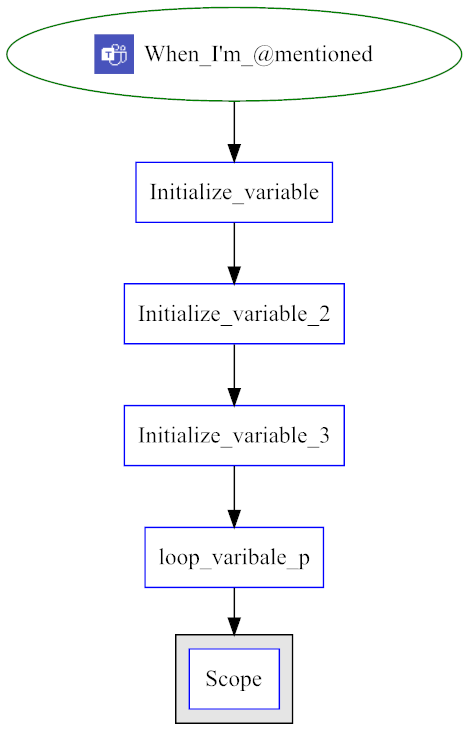 When_I'm_@mentioned
Initialize_variable
Initialize_variable_2
Initialize_variable_3
loop_varibale_p
Scope